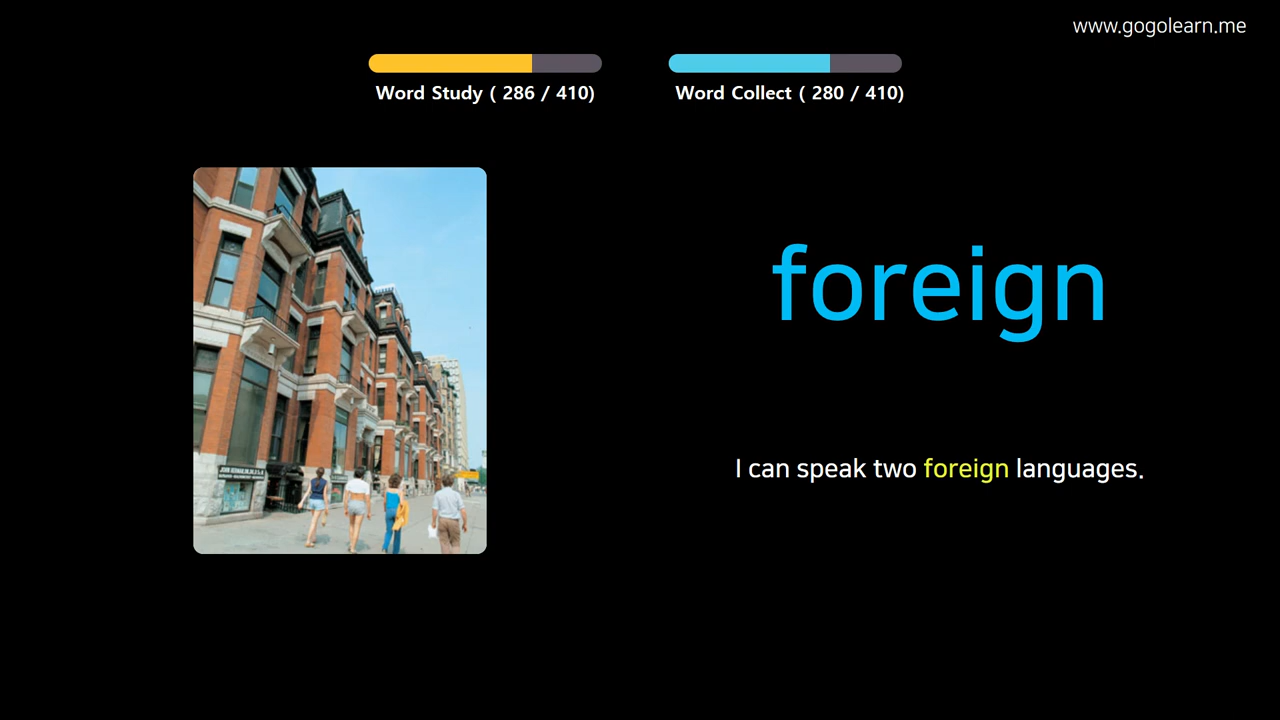 www.gogolearn.me
Word Study ( 286 / 410)
Word Collect ( 280 / 410)
foreign
I can speak two foreign languages.